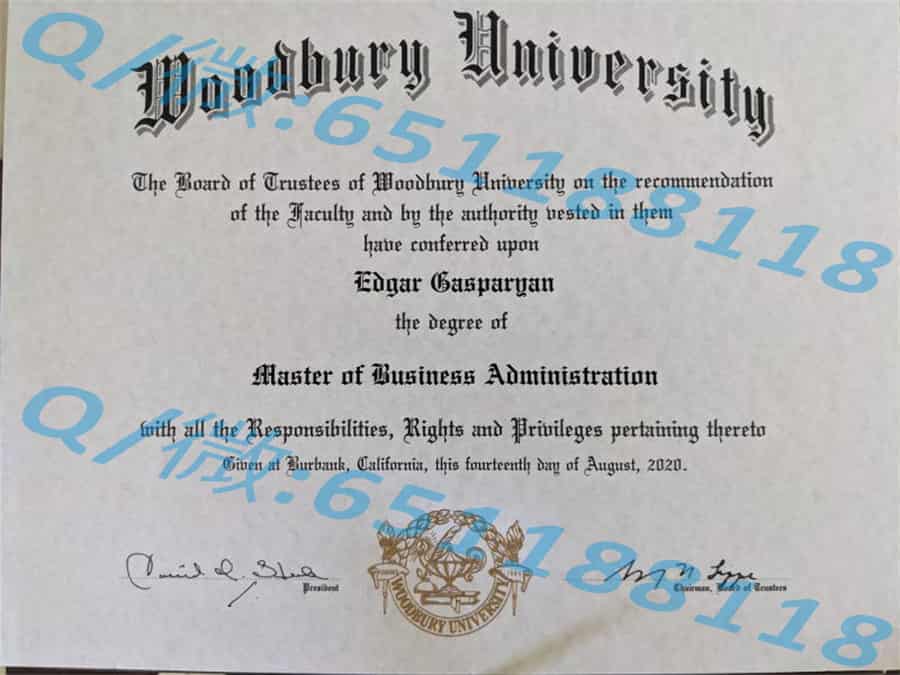 Woodbury University
The Board of Trustees of Woodbury University on the recommendation
of the Faculty and by the authority vested in them
have conferred upon
Edgar Gasparyan
the degree of
Master of Business Administration
with all the Responsibilities, Rights and Privileges pertaining thereto
Given at Burbank, California, this fourteenth day of August, 2020.
President
Chairman, Board of Trustees
WOODBURY UNIVERSITY
Q/微:651188118
Q/微:651188118